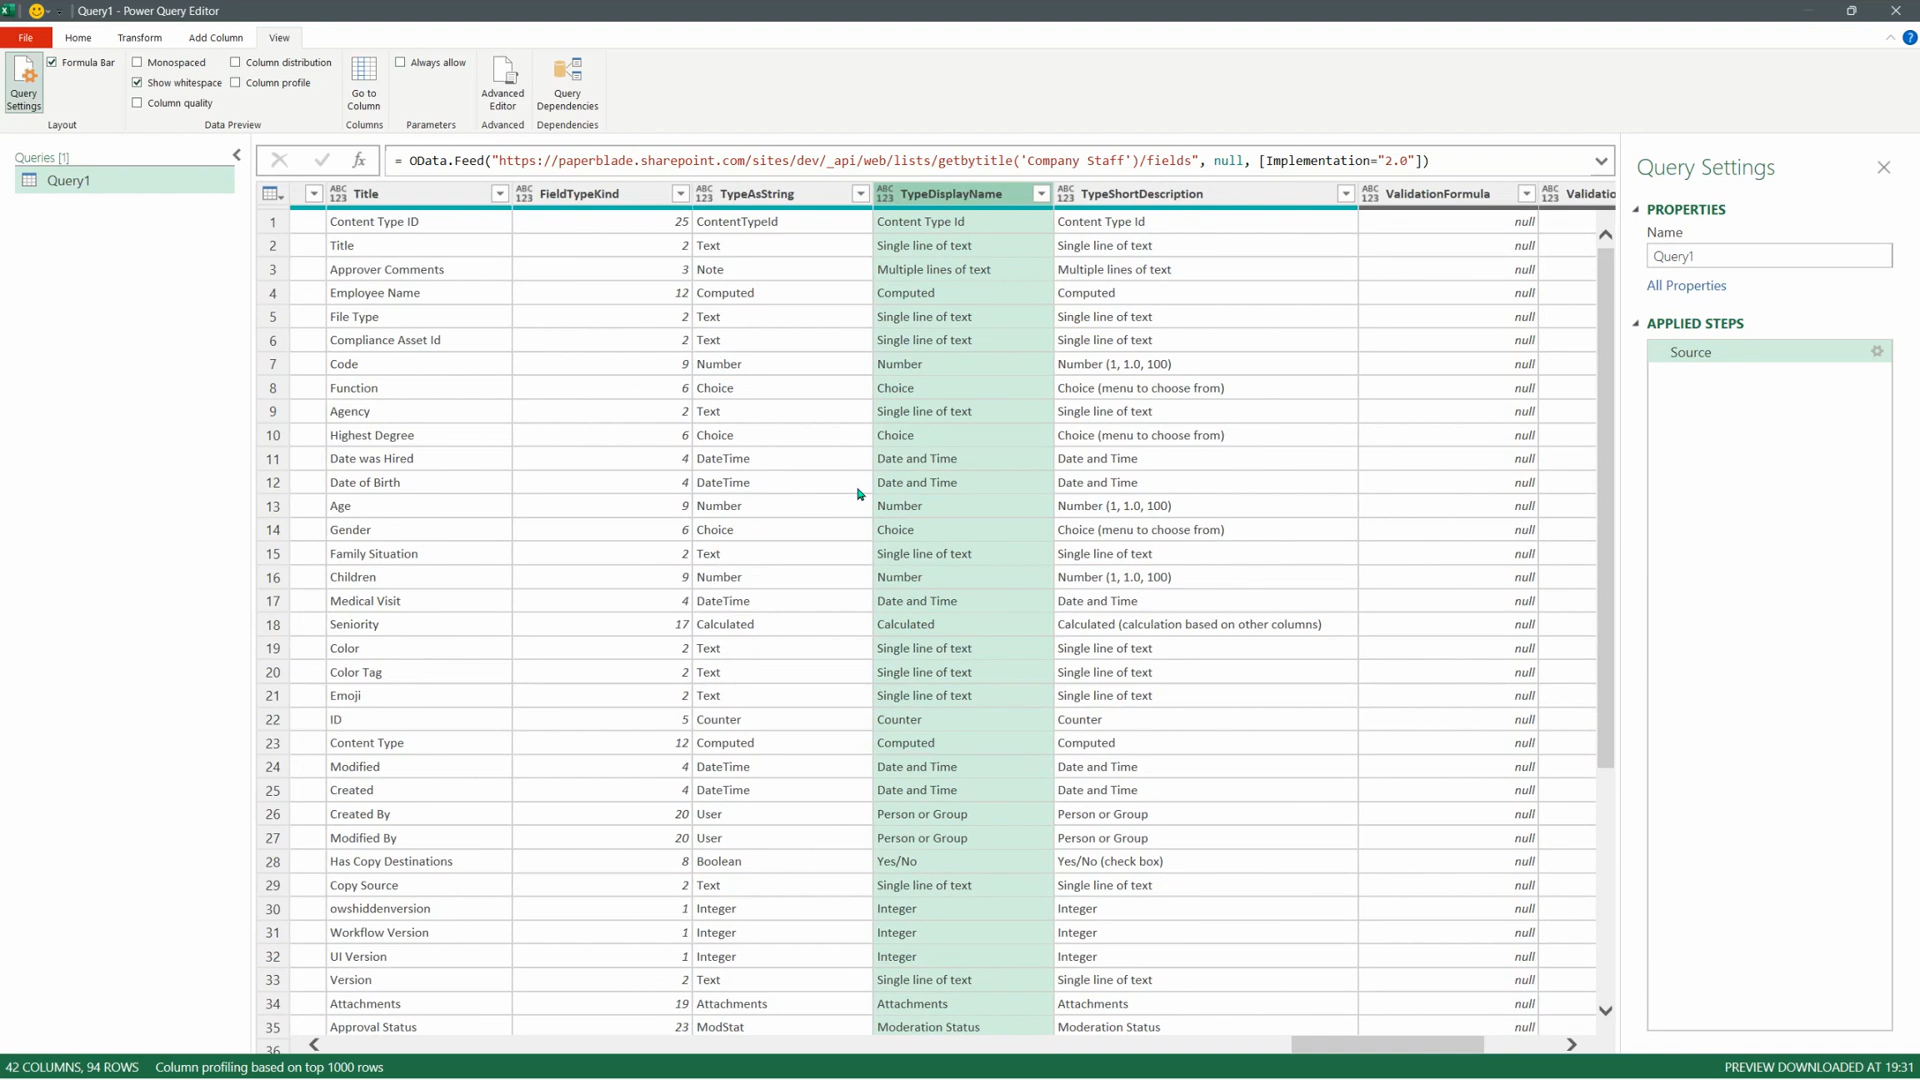 Query1 - Power Query Editor
File Home Transform Add Column View
Query Settings
Formula Bar
Monospaced
Show whitespace
Column quality
Column distribution
Column profile
Go to Column
Always allow
Advanced Editor
Query Dependencies
Layout Data Preview Columns Parameters Advanced Dependencies
Queries [1]
Query1
fx = OData.Feed("https://paperblade.sharepoint.com/sites/dev/_api/web/lists/getbytitle('Company Staff')/fields", null, [Implementation="2.0"])
ABC 123 Title ABC 123 FieldTypeKind ABC 123 TypeAsString ABC 123 TypeDisplayName ABC 123 TypeShortDescription ABC 123 ValidationFormula ABC 123 Validatio
1 Content Type ID 25 ContentTypeId Content Type Id Content Type Id null
2 Title 2 Text Single line of text Single line of text null
3 Approver Comments 3 Note Multiple lines of text Multiple lines of text null
4 Employee Name 12 Computed Computed Computed null
5 File Type 2 Text Single line of text Single line of text null
6 Compliance Asset Id 2 Text Single line of text Single line of text null
7 Code 9 Number Number Number (1, 1.0, 100) null
8 Function 6 Choice Choice Choice (menu to choose from) null
9 Agency 2 Text Single line of text Single line of text null
10 Highest Degree 6 Choice Choice Choice (menu to choose from) null
11 Date was Hired 4 DateTime Date and Time Date and Time null
12 Date of Birth 4 DateTime Date and Time Date and Time null
13 Age 9 Number Number Number (1, 1.0, 100) null
14 Gender 6 Choice Choice Choice (menu to choose from) null
15 Family Situation 2 Text Single line of text Single line of text null
16 Children 9 Number Number Number (1, 1.0, 100) null
17 Medical Visit 4 DateTime Date and Time Date and Time null
18 Seniority 17 Calculated Calculated Calculated (calculation based on other columns) null
19 Color 2 Text Single line of text Single line of text null
20 Color Tag 2 Text Single line of text Single line of text null
21 Emoji 2 Text Single line of text Single line of text null
22 ID 5 Counter Counter Counter null
23 Content Type 12 Computed Computed Computed null
24 Modified 4 DateTime Date and Time Date and Time null
25 Created 4 DateTime Date and Time Date and Time null
26 Created By 20 User Person or Group Person or Group null
27 Modified By 20 User Person or Group Person or Group null
28 Has Copy Destinations 8 Boolean Yes/No Yes/No (check box) null
29 Copy Source 2 Text Single line of text Single line of text null
30 owshiddenversion 1 Integer Integer Integer null
31 Workflow Version 1 Integer Integer Integer null
32 UI Version 1 Integer Integer Integer null
33 Version 2 Text Single line of text Single line of text null
34 Attachments 19 Attachments Attachments Attachments null
35 Approval Status 23 ModStat Moderation Status Moderation Status null
36
Query Settings
PROPERTIES
Name
Query1
All Properties
APPLIED STEPS
Source
42 COLUMNS, 94 ROWS Column profiling based on top 1000 rows PREVIEW DOWNLOADED AT 19:31